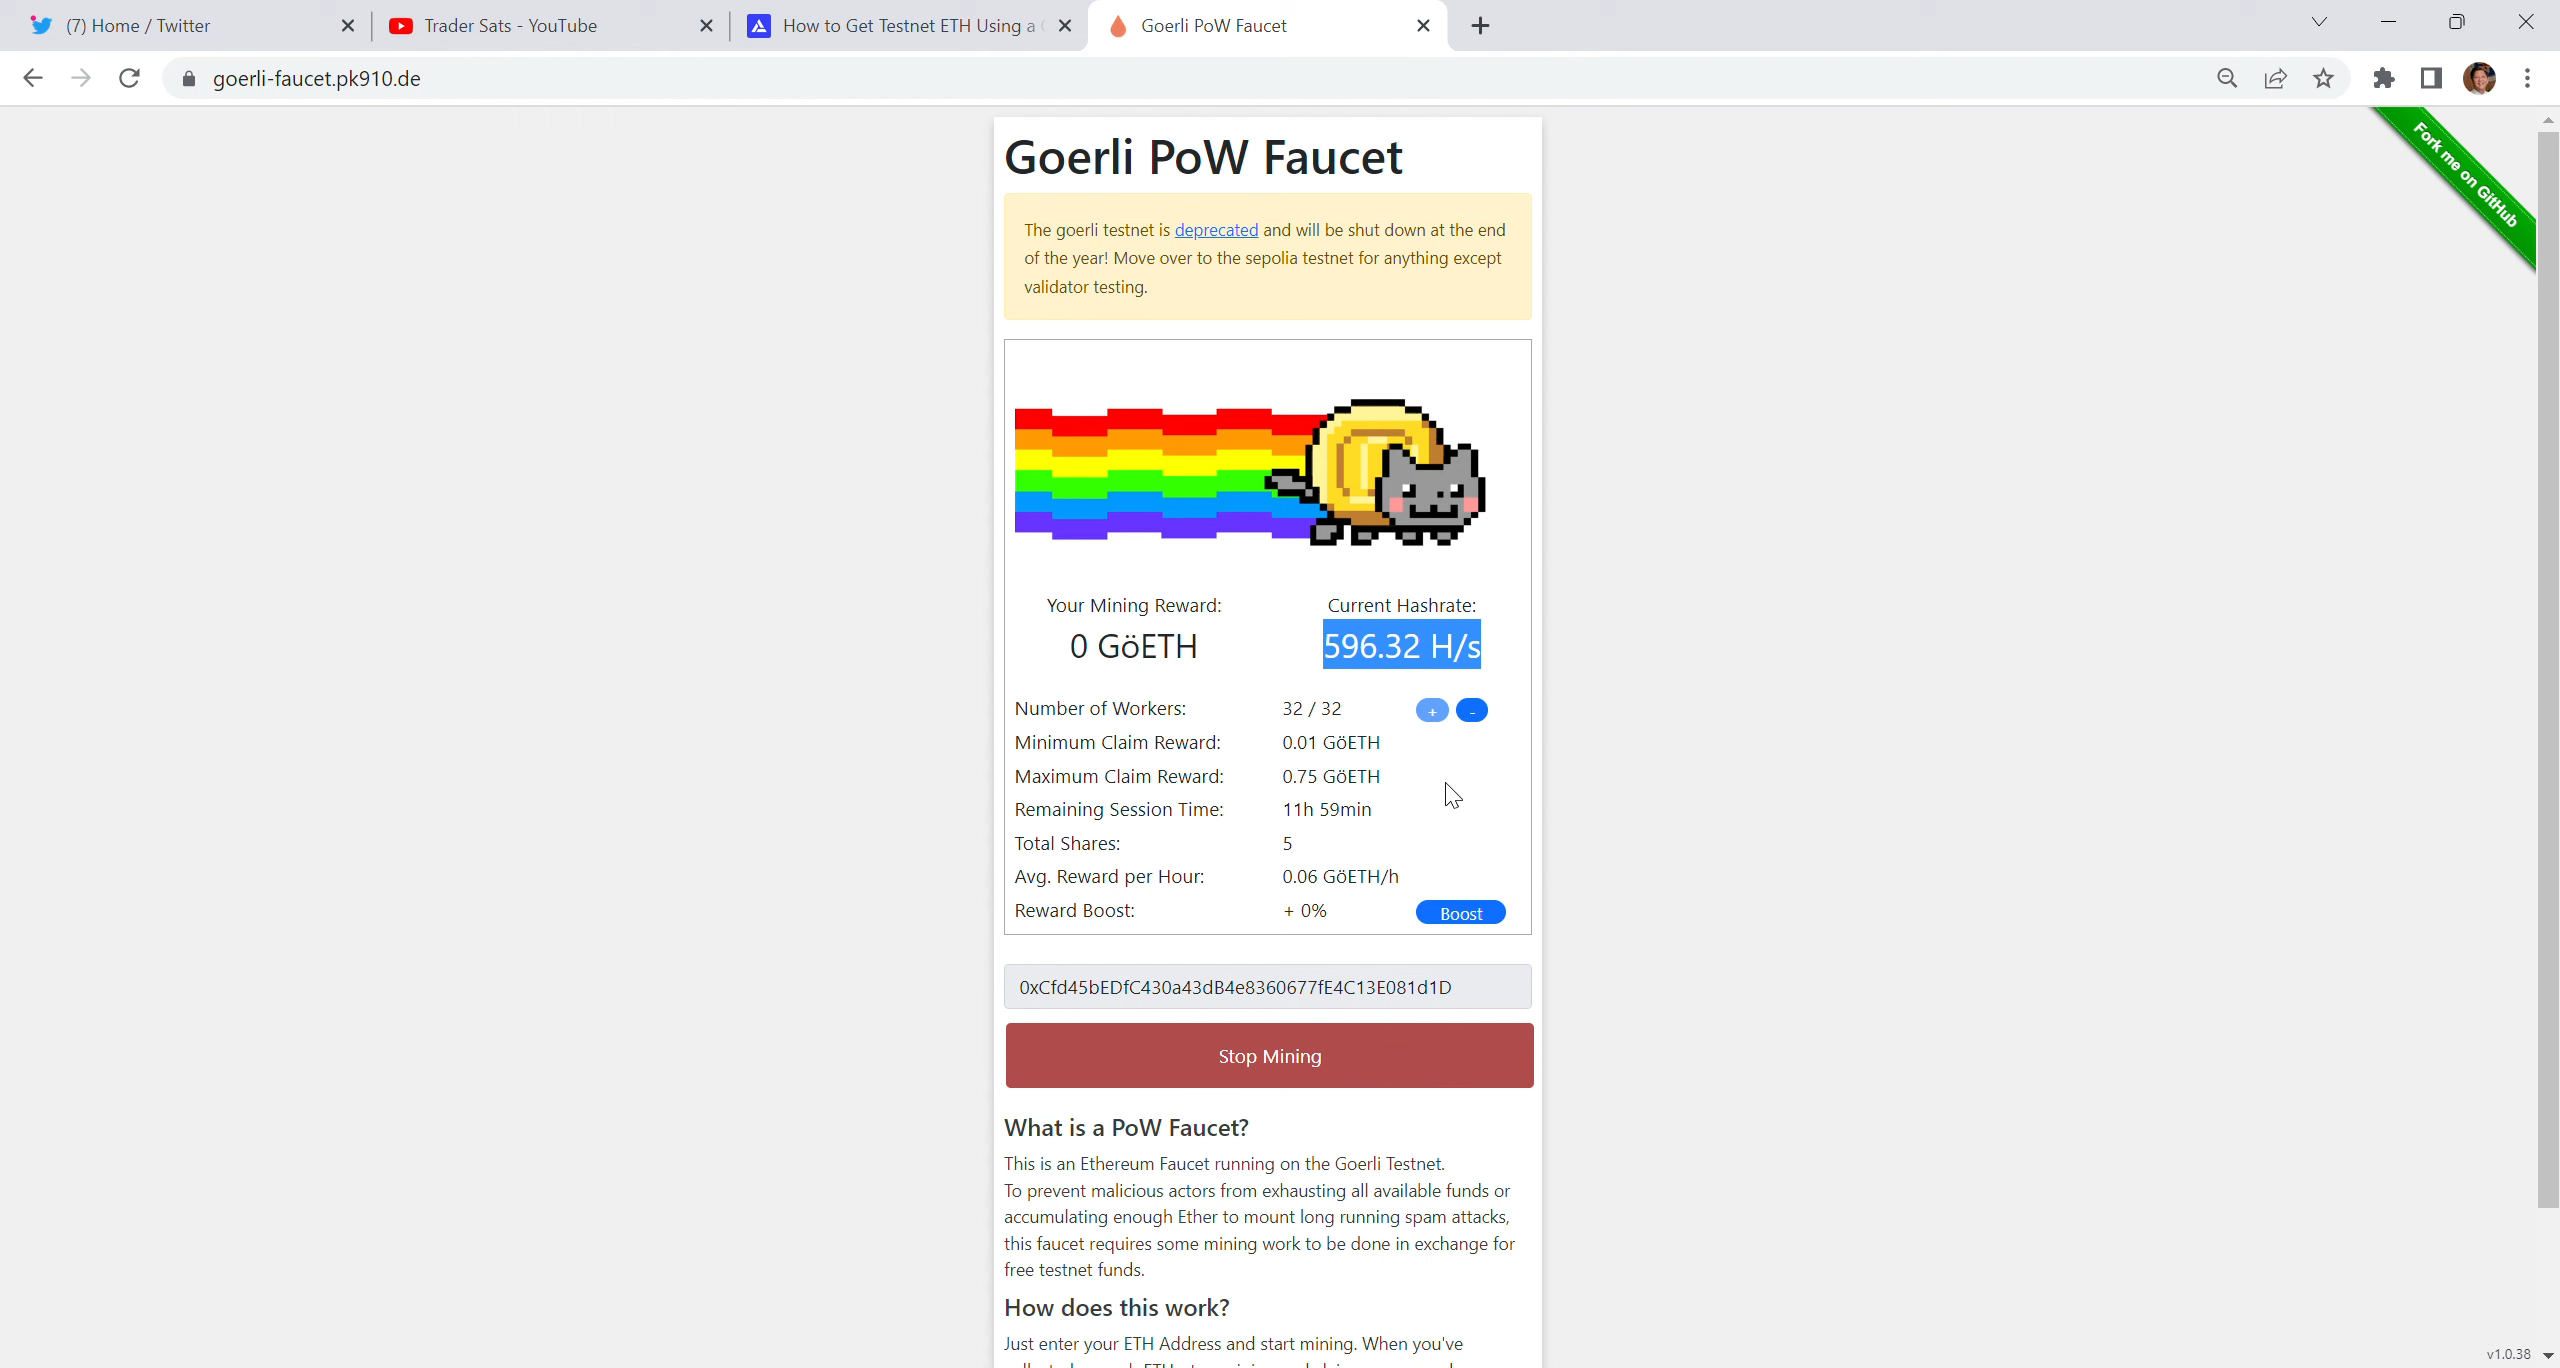 (7) Home / Twitter
Trader Sats - YouTube
How to Get Testnet ETH Using a
Goerli PoW Faucet
goerli-faucet.pk910.de
Fork me on GitHub
Goerli PoW Faucet
The goerli testnet is deprecated and will be shut down at the end
of the year! Move over to the sepolia testnet for anything except
validator testing.
Your Mining Reward:
0 GöETH
Current Hashrate:
596.32 H/s
Number of Workers: 32 / 32 + -
Minimum Claim Reward: 0.01 GöETH
Maximum Claim Reward: 0.75 GöETH
Remaining Session Time: 11h 59min
Total Shares: 5
Avg. Reward per Hour: 0.06 GöETH/h
Reward Boost: + 0% Boost
0xCfd45bEDfC430a43dB4e8360677fE4C13E081d1D
Stop Mining
What is a PoW Faucet?
This is an Ethereum Faucet running on the Goerli Testnet.
To prevent malicious actors from exhausting all available funds or
accumulating enough Ether to mount long running spam attacks,
this faucet requires some mining work to be done in exchange for
free testnet funds.
How does this work?
Just enter your ETH Address and start mining. When you've
v1.0.38